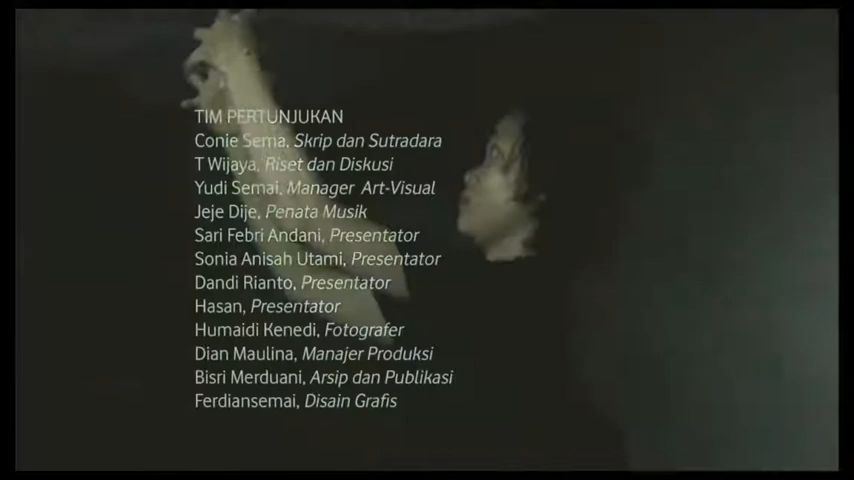 TIM PERTUNJUKAN
Conie Sema, Skrip dan Sutradara
T Wijaya, Riset dan Diskusi
Yudi Semai, Manager Art-Visual
Jeje Dije, Penata Musik
Sari Febri Andani, Presentator
Sonia Anisah Utami, Presentator
Dandi Rianto, Presentator
Hasan, Presentator
Humaidi Kenedi, Fotografer
Dian Maulina, Manajer Produksi
Bisri Merduani, Arsip dan Publikasi
Ferdiansemai, Disain Grafis